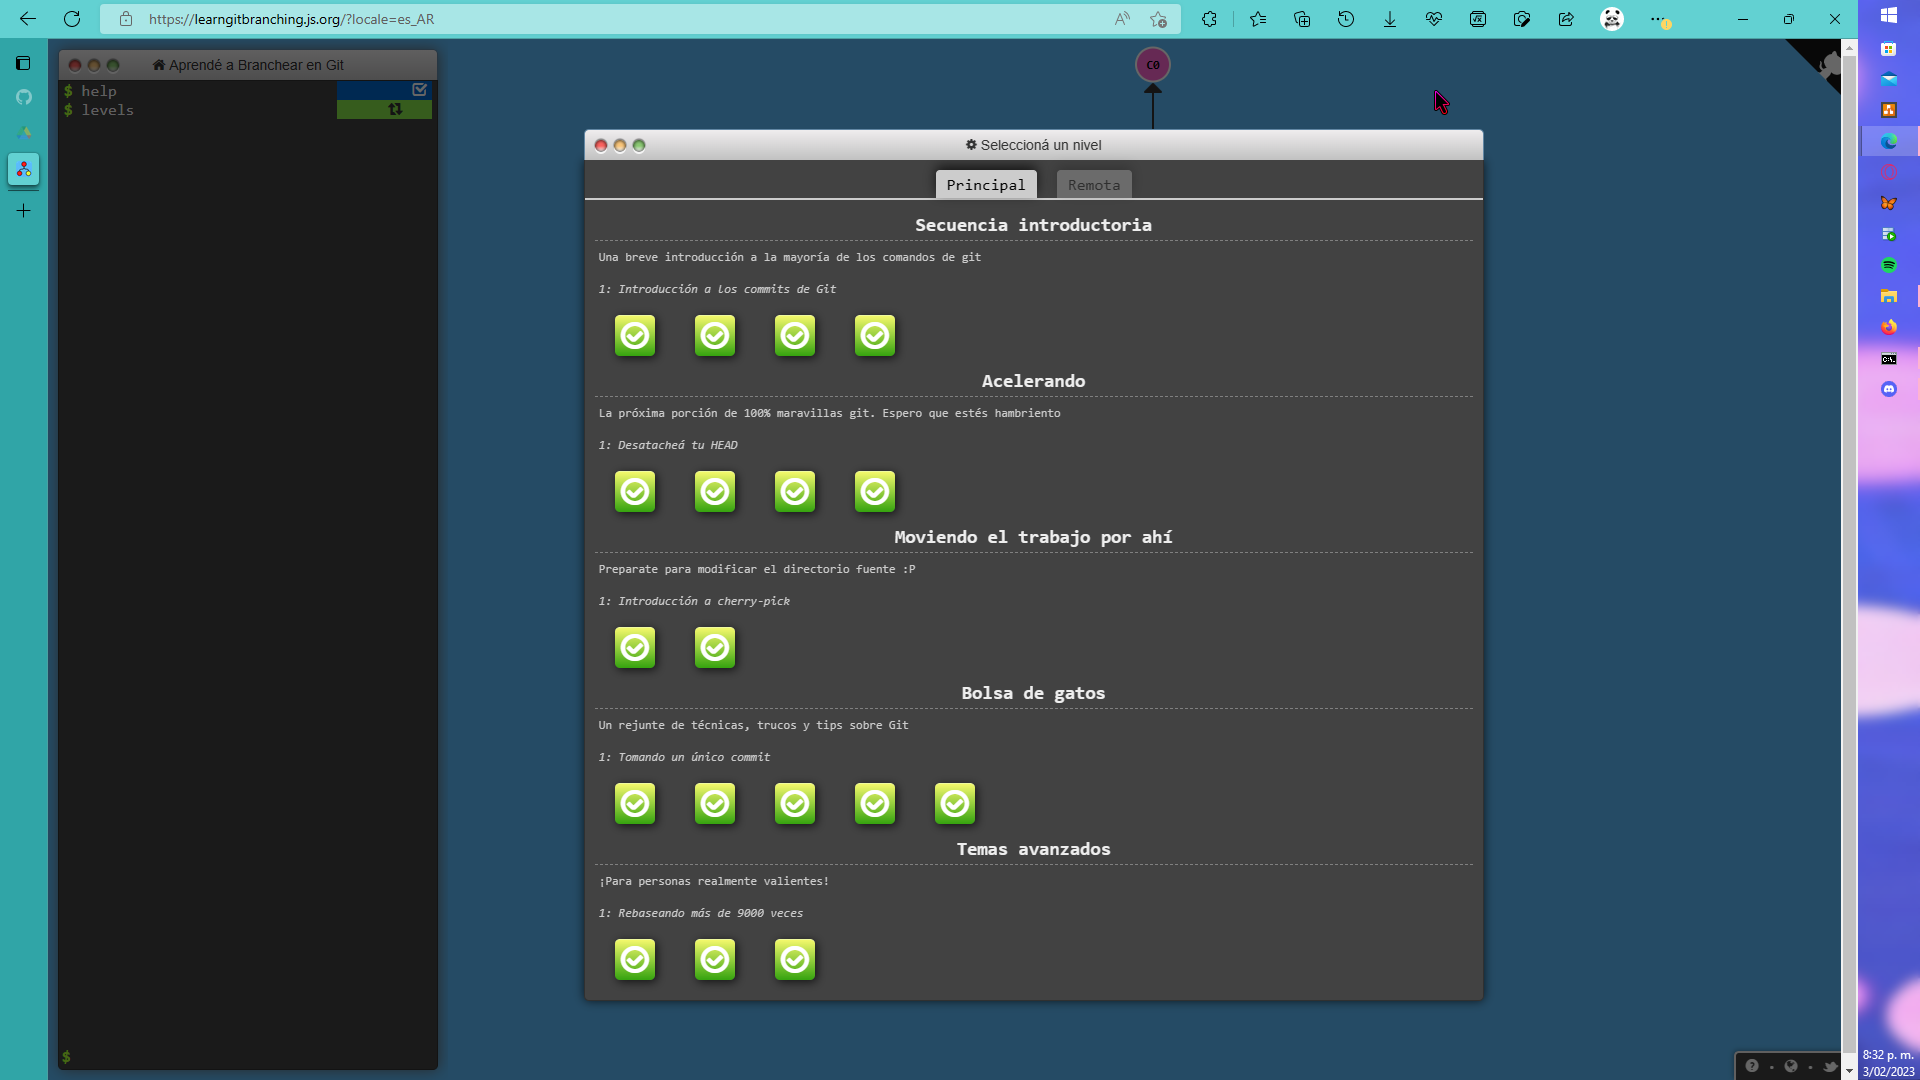 https://learngitbranching.js.org/?locale=es_AR
Aprendé a Branchear en Git
$ help
$ levels
$
C0
Seleccioná un nivel
Principal
Remota
Secuencia introductoria
Una breve introducción a la mayoría de los comandos de git
1: Introducción a los commits de Git
Acelerando
La próxima porción de 100% maravillas git. Espero que estés hambriento
1: Desatacheá tu HEAD
Moviendo el trabajo por ahí
Preparate para modificar el directorio fuente :P
1: Introducción a cherry-pick
Bolsa de gatos
Un rejunte de técnicas, trucos y tips sobre Git
1: Tomando un único commit
Temas avanzados
¡Para personas realmente valientes!
1: Rebaseando más de 9000 veces
8:32 p. m.
3/02/2023